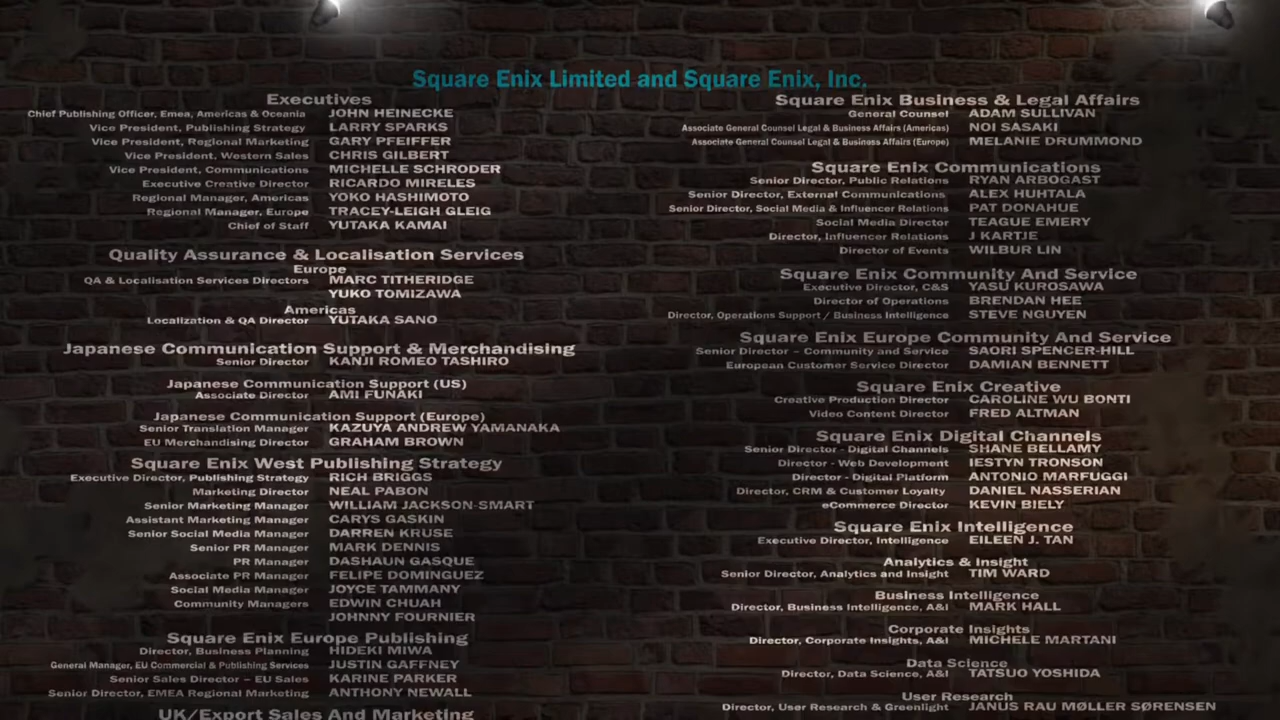 Square Enix Limited and Square Enix, Inc.
Executives
Chief Publishing Officer, Emea, Americas & Oceania JOHN HEINECKE
Vice President, Publishing Strategy LARRY SPARKS
Vice President, Regional Marketing GARY PFEIFFER
Vice President, Western Sales CHRIS GILBERT
Vice President, Communications MICHELLE SCHRODER
Executive Creative Director RICARDO MIRELES
Regional Manager, Americas YOKO HASHIMOTO
Regional Manager, Europe TRACEY-LEIGH GLEIG
Chief of Staff YUTAKA KAMAI
Quality Assurance & Localisation Services
Europe
QA & Localisation Services Directors MARC TITHERIDGE
YUKO TOMIZAWA
Americas
Localization & QA Director YUTAKA SANO
Japanese Communication Support & Merchandising
Senior Director KANJI ROMEO TASHIRO
Japanese Communication Support (US)
Associate Director AMI FUNAKI
Japanese Communication Support (Europe)
Senior Translation Manager KAZUYA ANDREW YAMANAKA
EU Merchandising Director GRAHAM BROWN
Square Enix West Publishing Strategy
Executive Director, Publishing Strategy RICH BRIGGS
Marketing Director NEAL PABON
Senior Marketing Manager WILLIAM JACKSON-SMART
Assistant Marketing Manager CARYS GASKIN
Senior Social Media Manager DARREN KRUSE
Senior PR Manager MARK DENNIS
PR Manager DASHAUN GASQUE
Associate PR Manager FELIPE DOMINGUEZ
Social Media Manager JOYCE TAMMANY
Community Managers EDWIN CHUAH
JOHNNY FOURNIER
Square Enix Europe Publishing
Director, Business Planning HIDEKI MIWA
General Manager, EU Commercial & Publishing Services JUSTIN GAFFNEY
Senior Sales Director – EU Sales KARINE PARKER
Senior Director, EMEA Regional Marketing ANTHONY NEWALL
UK/Export Sales And Marketing
Square Enix Business & Legal Affairs
General Counsel ADAM SULLIVAN
Associate General Counsel Legal & Business Affairs (Americas) NOI SASAKI
Associate General Counsel Legal & Business Affairs (Europe) MELANIE DRUMMOND
Square Enix Communications
Senior Director, Public Relations RYAN ARBOGAST
Senior Director, External Communications ALEX HUHTALA
Senior Director, Social Media & Influencer Relations PAT DONAHUE
Social Media Director TEAGUE EMERY
Director, Influencer Relations J KARTJE
Director of Events WILBUR LIN
Square Enix Community And Service
Executive Director, C&S YASU KUROSAWA
Director of Operations BRENDAN HEE
Director, Operations Support / Business Intelligence STEVE NGUYEN
Square Enix Europe Community And Service
Senior Director – Community and Service SAORI SPENCER-HILL
European Customer Service Director DAMIAN BENNETT
Square Enix Creative
Creative Production Director CAROLINE WU BONTI
Video Content Director FRED ALTMAN
Square Enix Digital Channels
Senior Director - Digital Channels SHANE BELLAMY
Director - Web Development IESTYN TRONSON
Director - Digital Platform ANTONIO MARFUGGI
Director, CRM & Customer Loyalty DANIEL NASSERIAN
eCommerce Director KEVIN BIELY
Square Enix Intelligence
Executive Director, Intelligence EILEEN J. TAN
Analytics & Insight
Senior Director, Analytics and Insight TIM WARD
Business Intelligence
Director, Business Intelligence, A&I MARK HALL
Corporate Insights
Director, Corporate Insights, A&I MICHELE MARTANI
Data Science
Director, Data Science, A&I TATSUO YOSHIDA
User Research
Director, User Research & Greenlight JANUS RAU MØLLER SØRENSEN